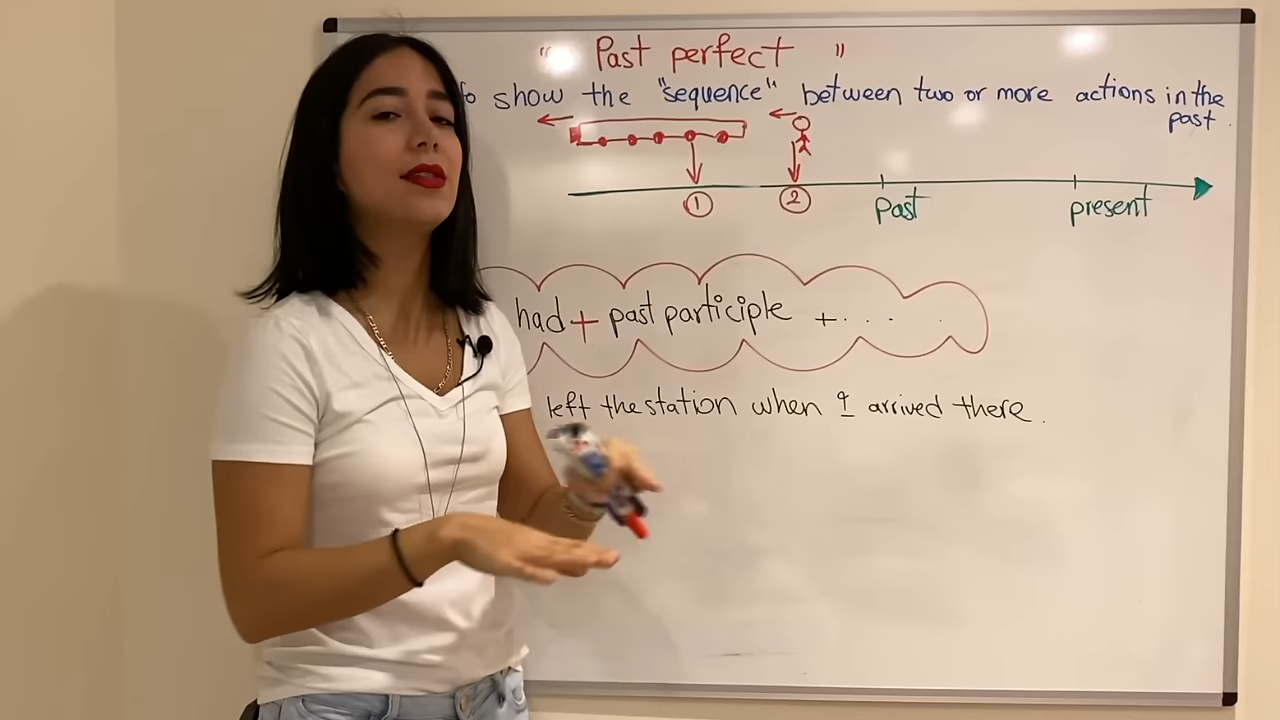 " Past perfect "
to show the "sequence" between two or more actions in the
past.
1 2 past present
had + past participle +...
left the station when I arrived there.